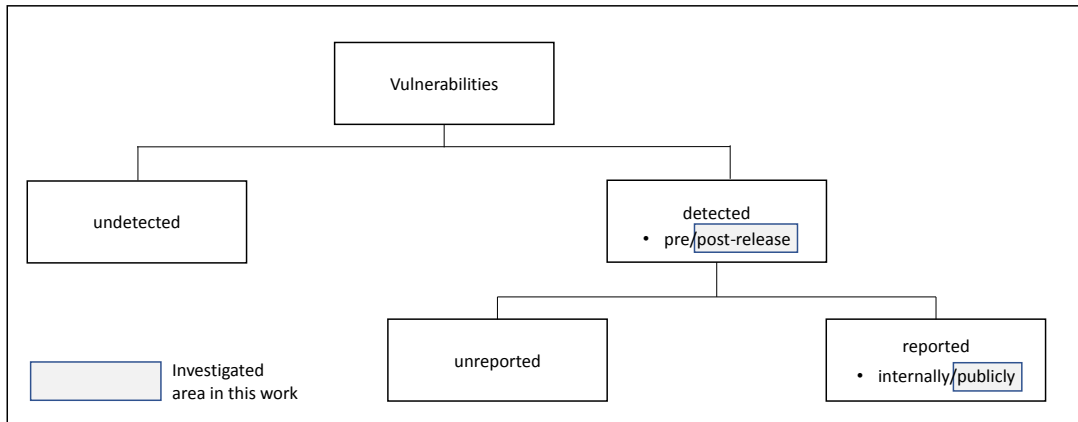 Vulnerabilities
undetected
detected
• pre/post-release
unreported
reported
• internally/publicly
Investigated
area in this work